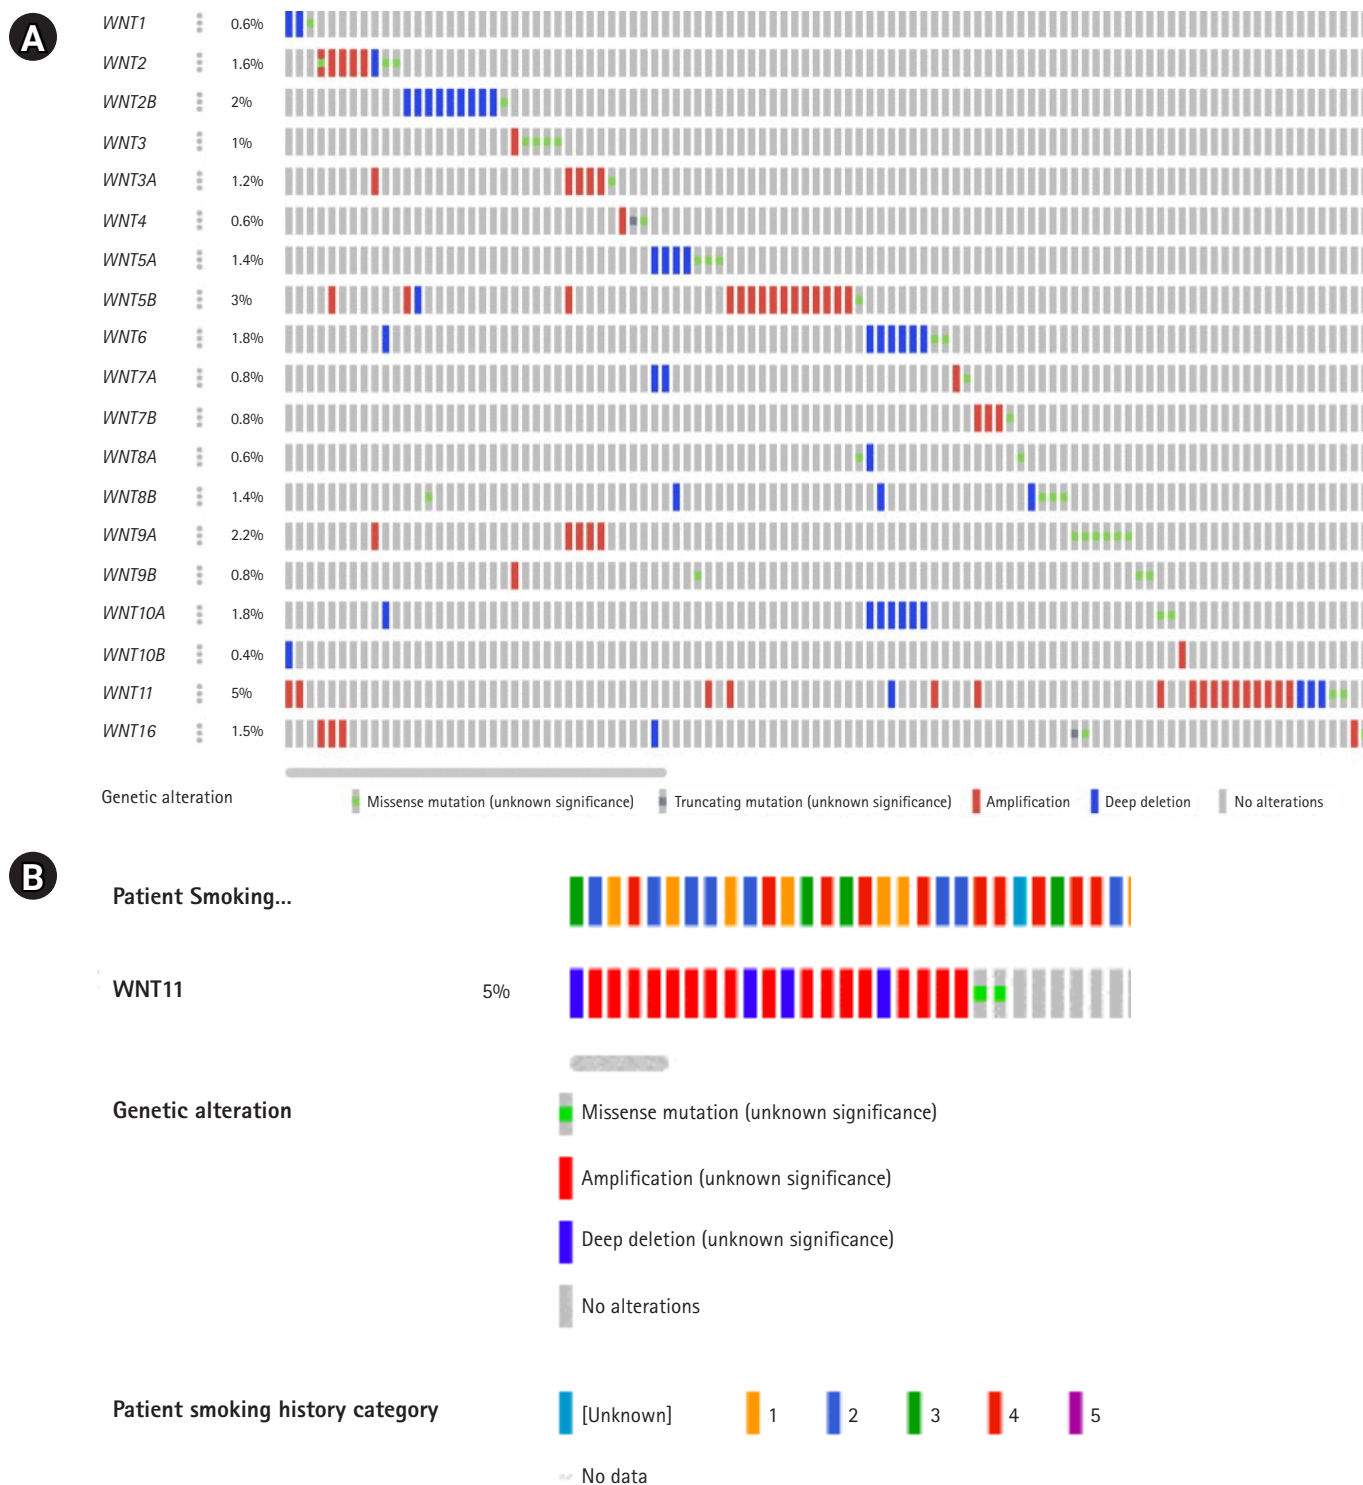 A
WNT1 0.6%
WNT2 1.6%
WNT2B 2%
WNT3 1%
WNT3A 1.2%
WNT4 0.6%
WNT5A 1.4%
WNT5B 3%
WNT6 1.8%
WNT7A 0.8%
WNT7B 0.8%
WNT8A 0.6%
WNT8B 1.4%
WNT9A 2.2%
WNT9B 0.8%
WNT10A 1.8%
WNT10B 0.4%
WNT11 5%
WNT16 1.5%
Genetic alteration Missense mutation (unknown significance) Truncating mutation (unknown significance) Amplification Deep deletion No alterations
B
Patient Smoking...
WNT11 5%
Genetic alteration Missense mutation (unknown significance)
Amplification (unknown significance)
Deep deletion (unknown significance)
No alterations
Patient smoking history category [Unknown] 1 2 3 4 5
No data